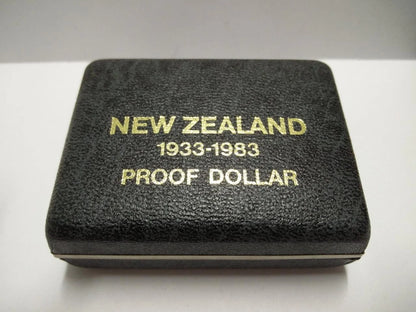 NEW ZEALAND
1933-1983
PROOF DOLLAR